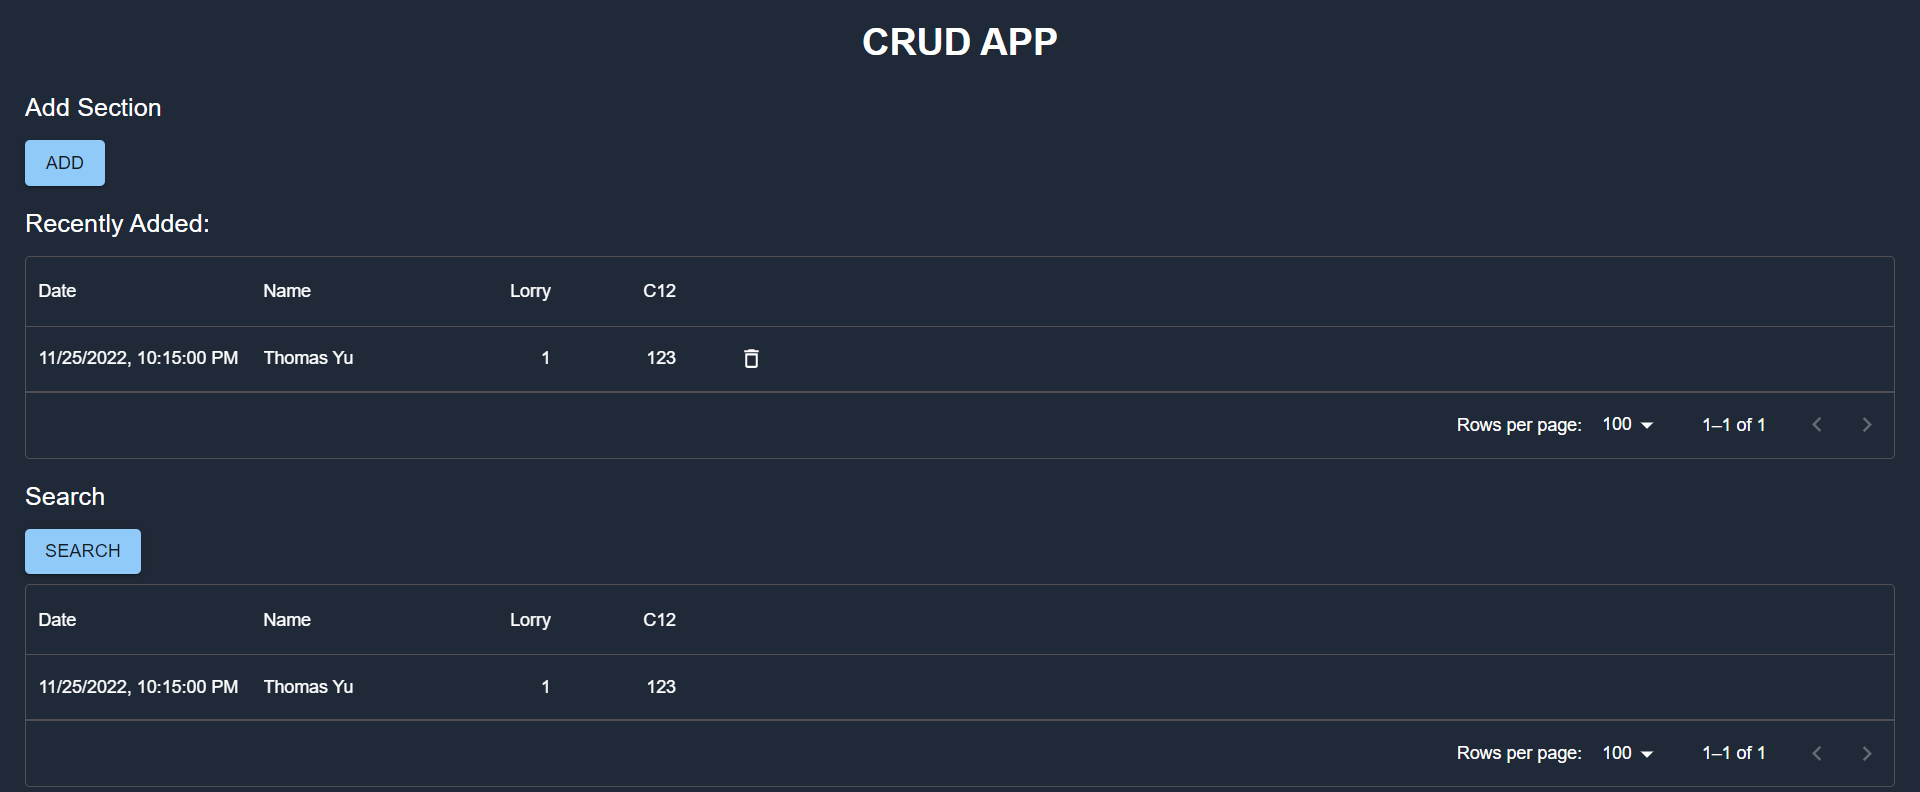 CRUD APP
Add Section
ADD
Recently Added:
Date Name Lorry C12
11/25/2022, 10:15:00 PM Thomas Yu 1 123
Rows per page: 100 1–1 of 1
Search
SEARCH
Date Name Lorry C12
11/25/2022, 10:15:00 PM Thomas Yu 1 123
Rows per page: 100 1–1 of 1